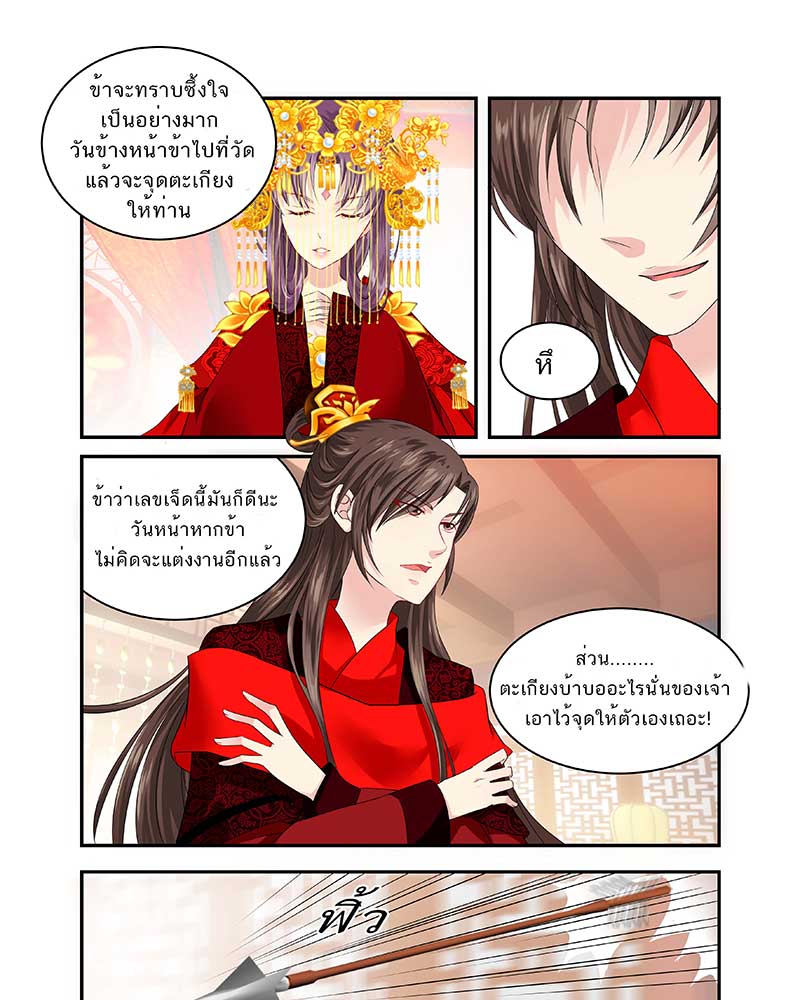 ข้าจะทราบซึ้งใจ
เป็นอย่างมาก
วันข้างหน้าข้าไปที่วัด
แล้วจะจุดตะเกียง
ให้ท่าน
หึ
ข้าว่าเลขเจ็ดนี้มันก็ดีนะ
วันหน้าหากข้า
ไม่คิดจะแต่งงานอีกแล้ว
ส่วน........
ตะเกียงบ้าบออะไรนั่นของเจ้า
เอาไว้จุดให้ตัวเองเถอะ!
ฟิ้ว